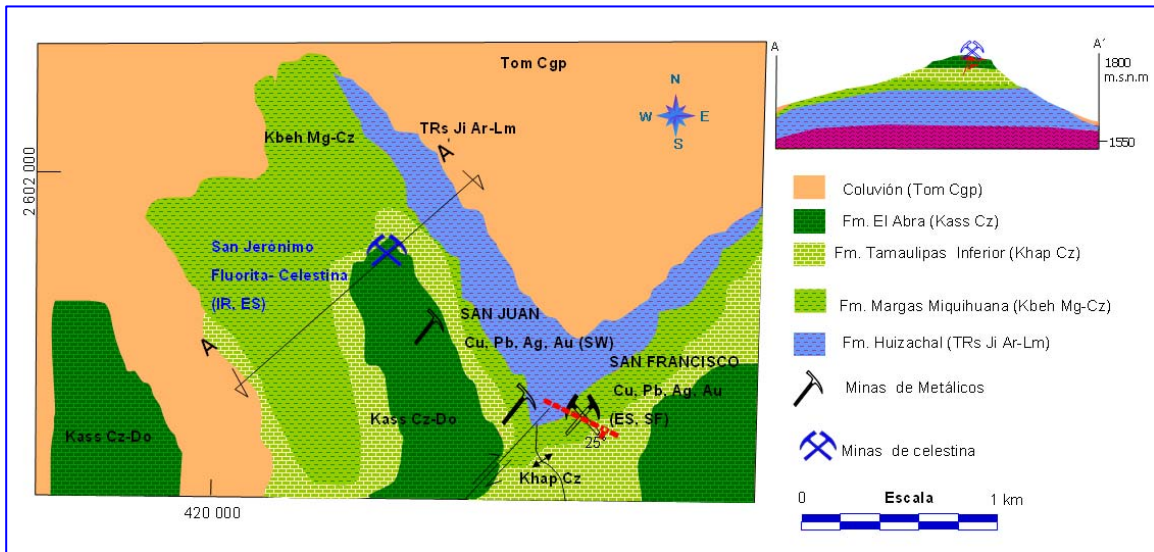 Tom Cgp
N
W E
S
Kbeh Mg-Cz
TRs Ji Ar-Lm
A´
2602 000
San Jerónimo
Fluorita- Celestina
(IR, ES)
A
SAN JUAN
Cu, Pb, Ag, Au (SW)
SAN FRANCISCO
Cu, Pb, Ag, Au
(ES, SF)
25°
Kass Cz-Do
Kass Cz-Do
Khap Cz
420 000
A
A´
1800
m.s.n.m
1550
Coluvión (Tom Cgp)
Fm. El Abra (Kass Cz)
Fm. Tamaulipas Inferior (Khap Cz)
Fm. Margas Miquihuana (Kbeh Mg-Cz)
Fm. Huizachal (TRs Ji Ar-Lm)
Minas de Metálicos
Minas de celestina
0 Escala 1 km